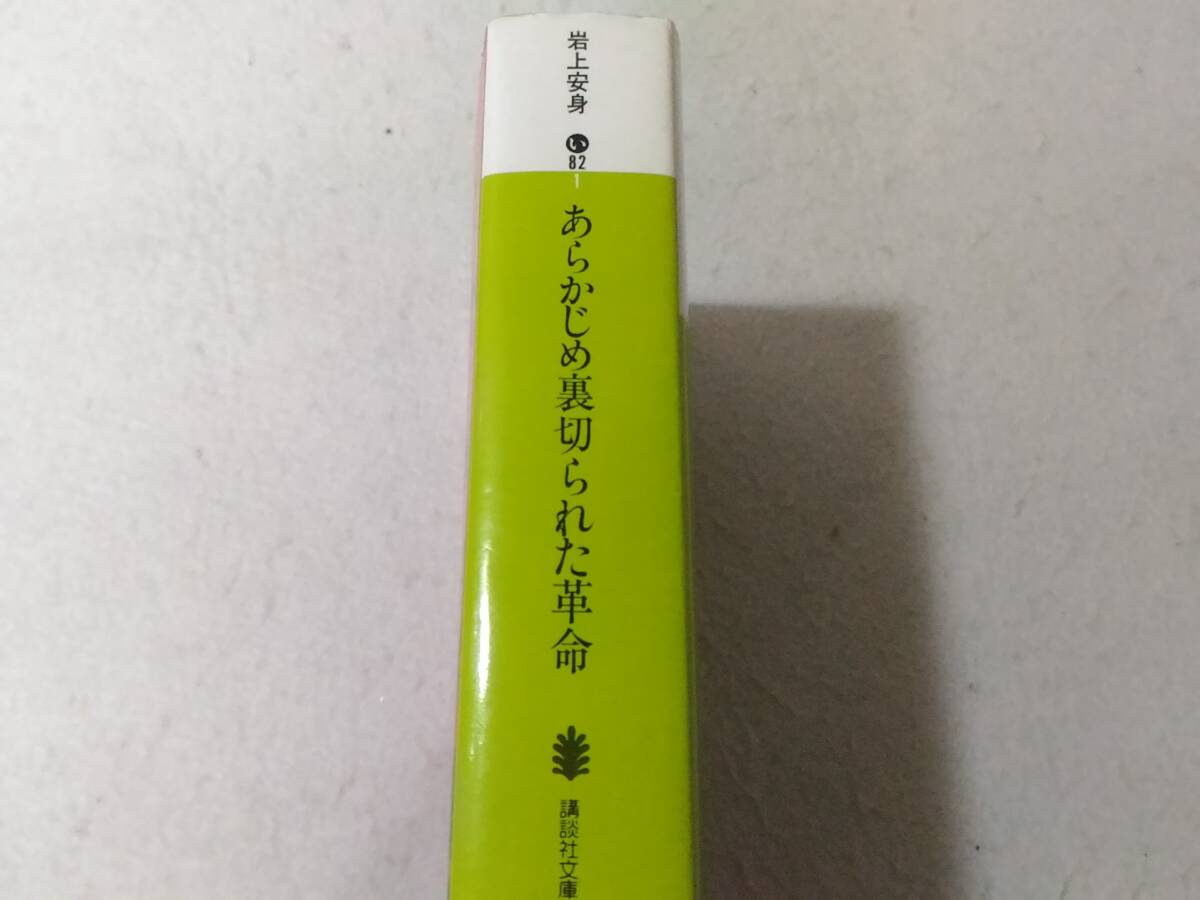 岩上安身
い
82
1
あらかじめ裏切られた革命
講談社文庫